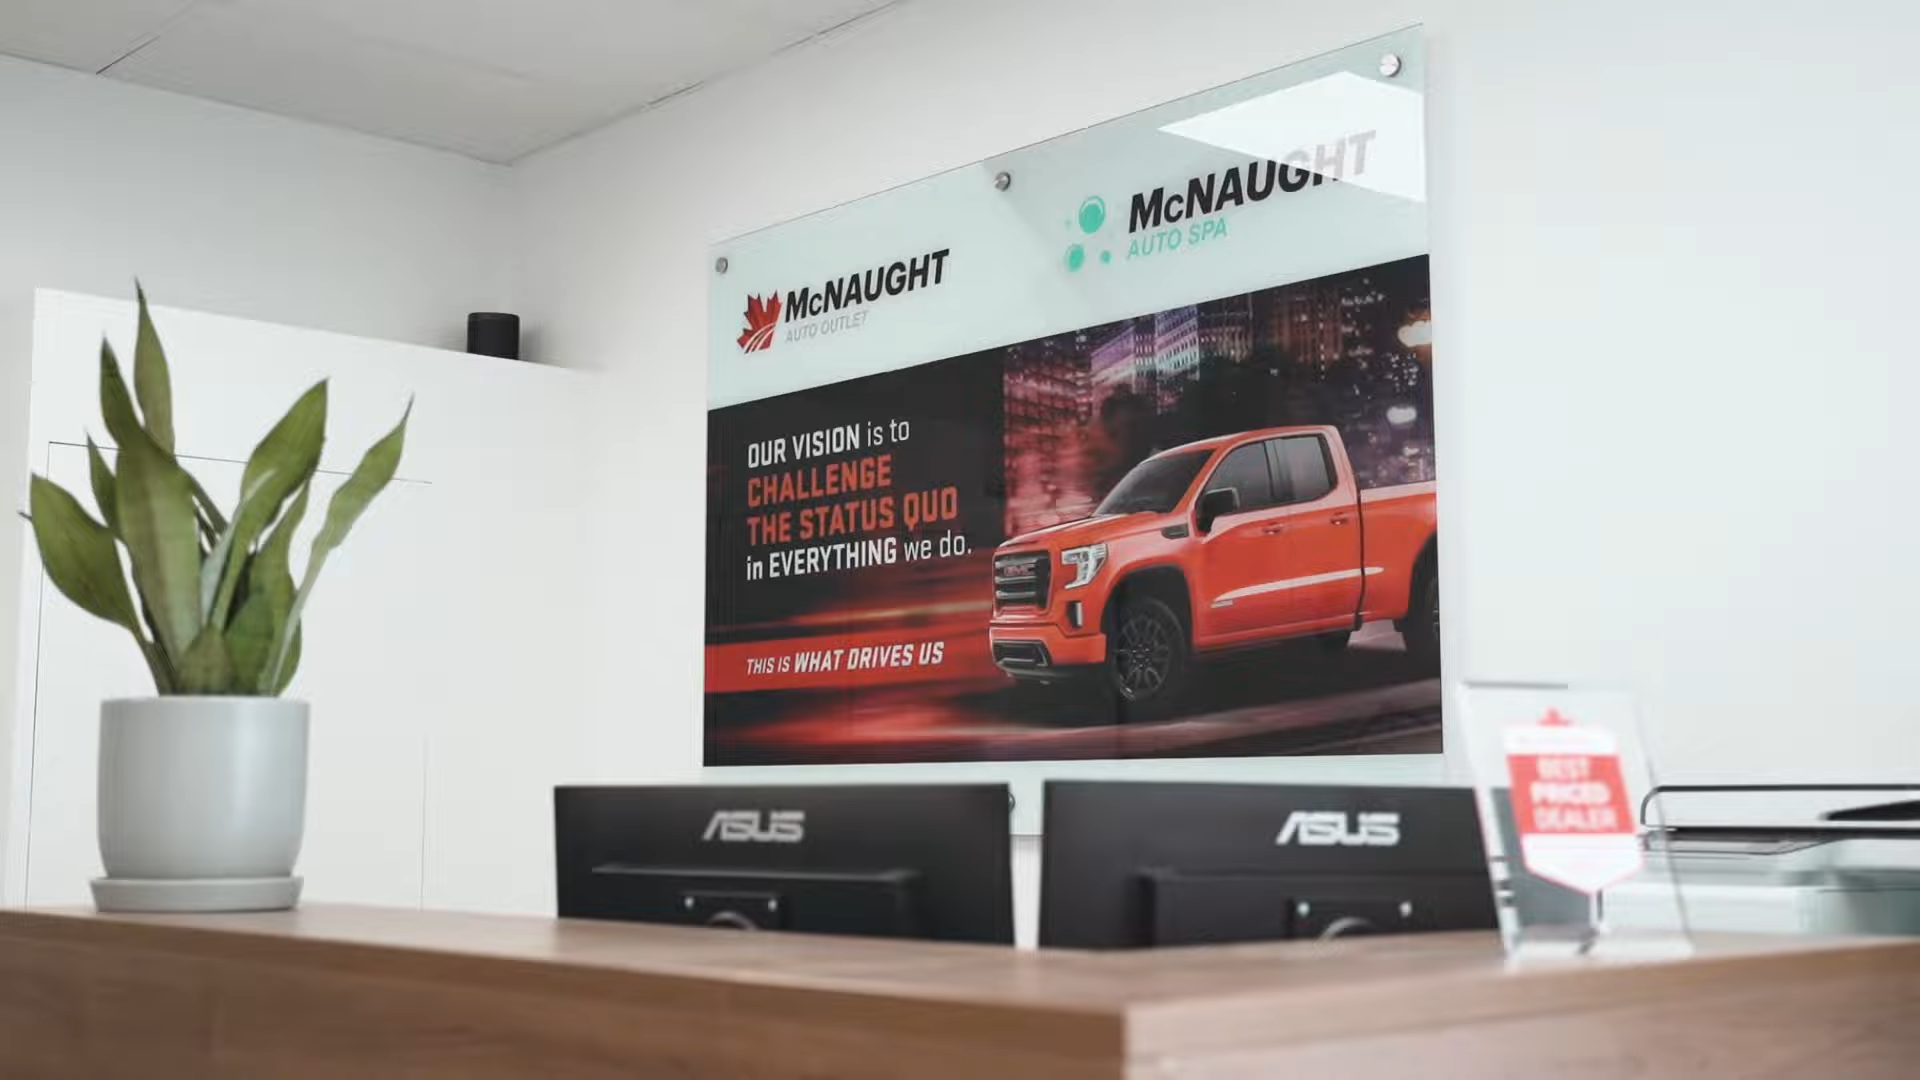 McNAUGHT
AUTO OUTLET
McNAUGHT
AUTO SPA
OUR VISION is to
CHALLENGE
THE STATUS QUO
in EVERYTHING we do.
THIS IS WHAT DRIVES US
GMC
ASUS
ASUS
BEST
PRICED
DEALER